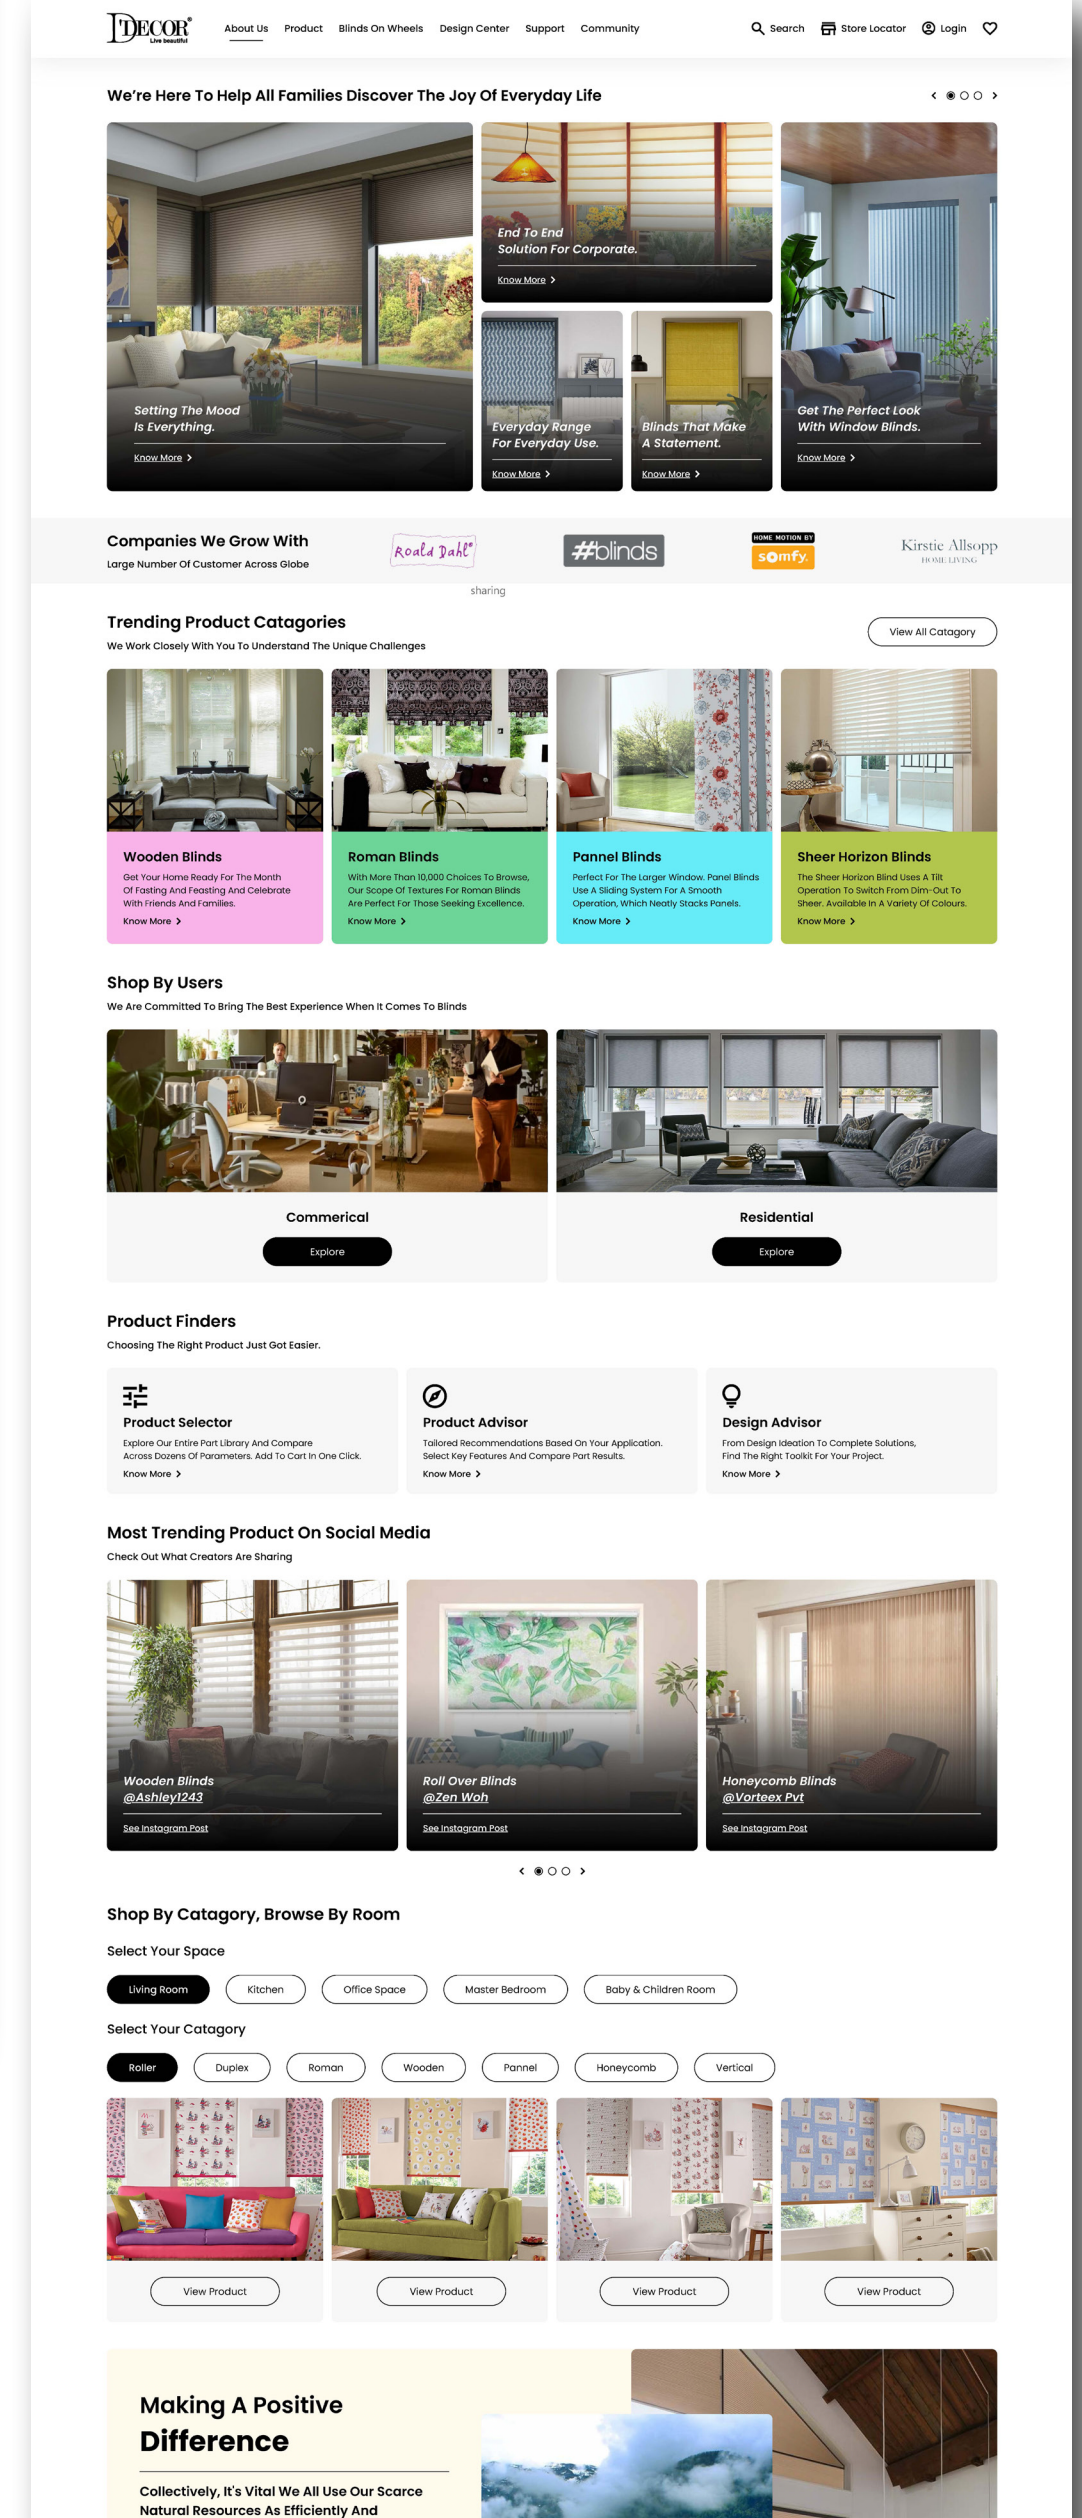 D'DECOR®
Live beautiful
About Us
Product
Blinds On Wheels
Design Center
Support
Community
Search
Store Locator
Login
We're Here To Help All Families Discover The Joy Of Everyday Life
Setting The Mood
Is Everything.
Know More
End To End
Solution For Corporate.
Know More
Everyday Range
For Everyday Use.
Know More
Blinds That Make
A Statement.
Know More
Get The Perfect Look
With Window Blinds.
Know More
Companies We Grow With
Large Number Of Customer Across Globe
Roald Dahl®
#blinds
HOME MOTION BY
somfy.
Kirstie Allsopp
HOME LIVING
sharing
Trending Product Catagories
We Work Closely With You To Understand The Unique Challenges
View All Catagory
Wooden Blinds
Get Your Home Ready For The Month
Of Fasting And Feasting And Celebrate
With Friends And Families.
Know More
Roman Blinds
With More Than 10,000 Choices To Browse,
Our Scope Of Textures For Roman Blinds
Are Perfect For Those Seeking Excellence.
Know More
Pannel Blinds
Perfect For The Larger Window. Panel Blinds
Use A Sliding System For A Smooth
Operation, Which Neatly Stacks Panels.
Know More
Sheer Horizon Blinds
The Sheer Horizon Blind Uses A Tilt
Operation To Switch From Dim-Out To
Sheer. Available In A Variety Of Colours.
Know More
Shop By Users
We Are Committed To Bring The Best Experience When It Comes To Blinds
Commerical
Explore
Residential
Explore
Product Finders
Choosing The Right Product Just Got Easier.
Product Selector
Explore Our Entire Part Library And Compare
Across Dozens Of Parameters. Add To Cart In One Click.
Know More
Product Advisor
Tailored Recommendations Based On Your Application.
Select Key Features And Compare Part Results.
Know More
Design Advisor
From Design Ideation To Complete Solutions,
Find The Right Toolkit For Your Project.
Know More
Most Trending Product On Social Media
Check Out What Creators Are Sharing
Wooden Blinds
@Ashley1243
See Instagram Post
Roll Over Blinds
@Zen Woh
See Instagram Post
Honeycomb Blinds
@Vorteex Pvt
See Instagram Post
Shop By Catagory, Browse By Room
Select Your Space
Living Room
Kitchen
Office Space
Master Bedroom
Baby & Children Room
Select Your Catagory
Roller
Duplex
Roman
Wooden
Pannel
Honeycomb
Vertical
View Product
View Product
View Product
View Product
Making A Positive
Difference
Collectively, It's Vital We All Use Our Scarce
Natural Resources As Efficiently And